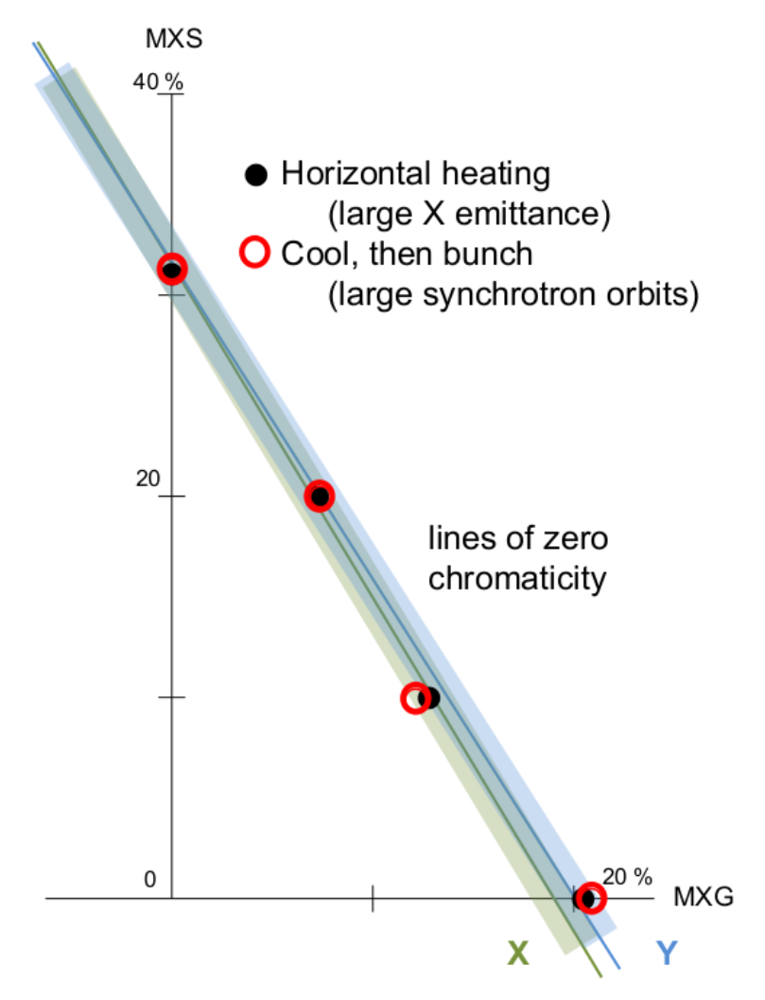 MXS
40 %
Horizontal heating
(large X emittance)
Cool, then bunch
(large synchrotron orbits)
20
lines of zero
chromaticity
0
20 %
MXG
X
Y